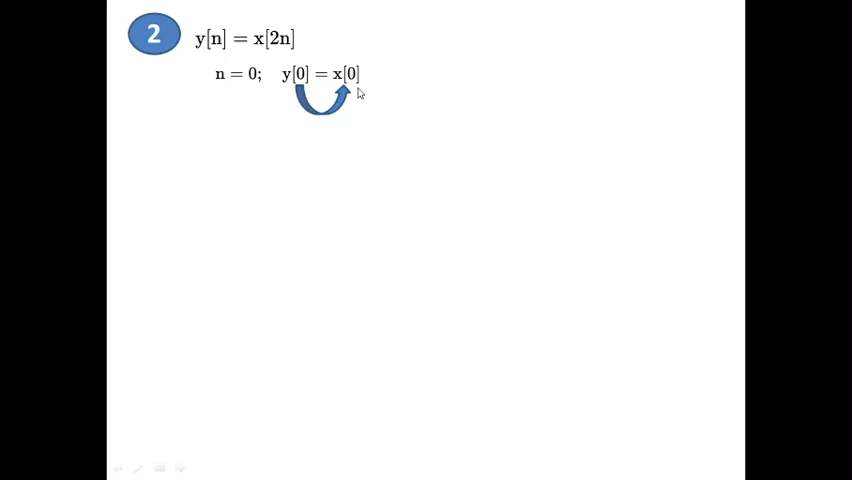 2 y[n] = x[2n]
n = 0; y[0] = x[0]